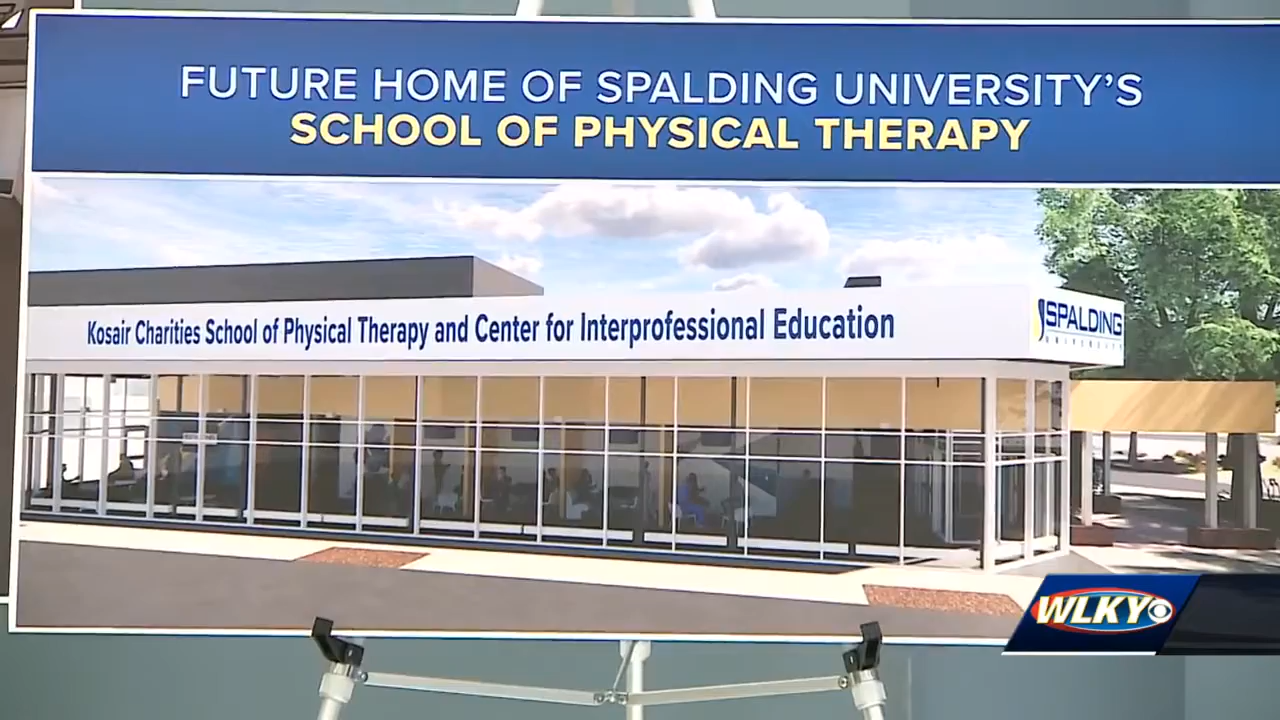 FUTURE HOME OF SPALDING UNIVERSITY'S
SCHOOL OF PHYSICAL THERAPY
Kosair Charities School of Physical Therapy and Center for Interprofessional Education
SPALDING
UNIVERSITY
WLKY